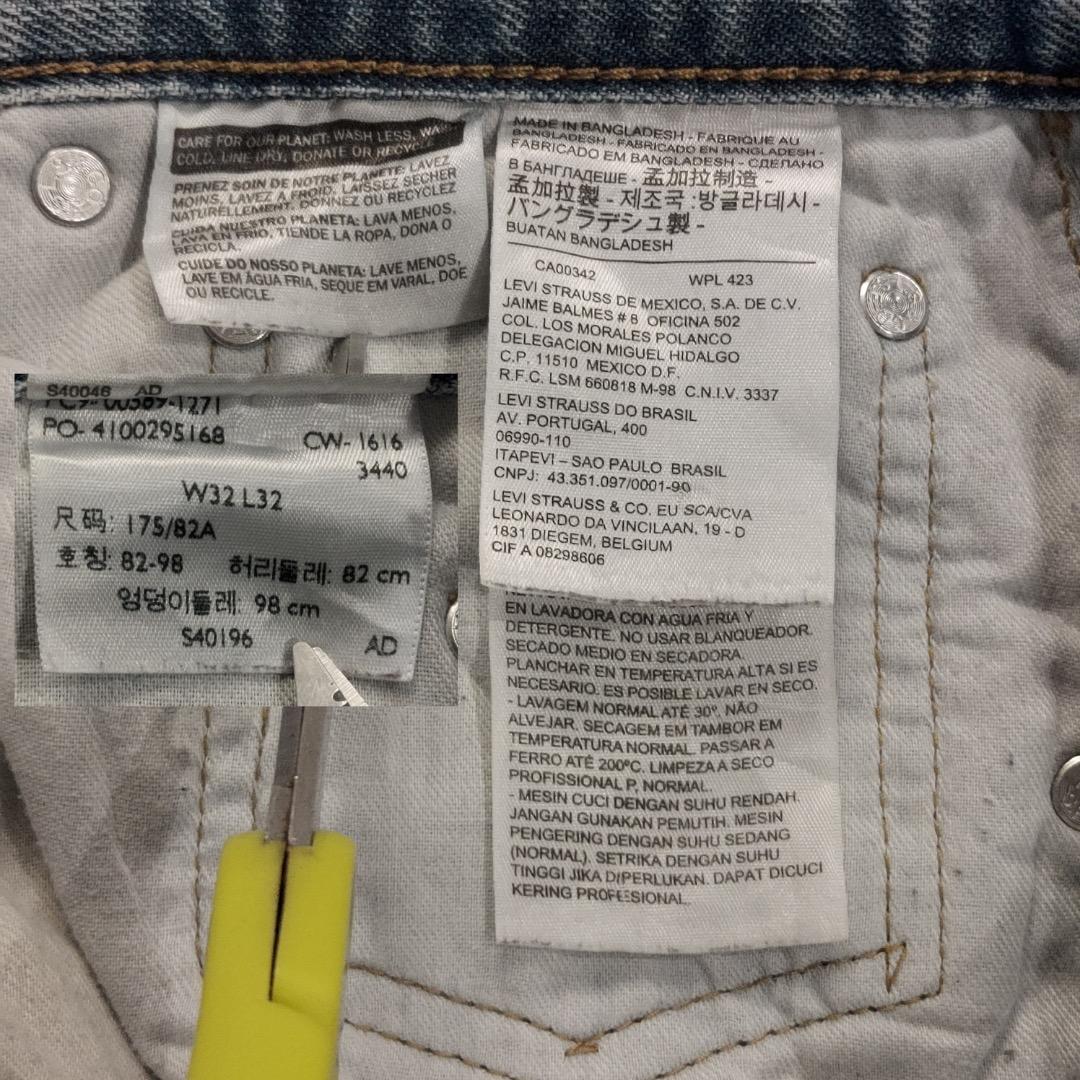 CARE FOR OUR PLANET: WASH LESS, WASH
COLD, LINE DRY, DONATE OR RECYCLE
PRENEZ SOIN DE NOTRE PLANETE: LAVEZ
MOINS, LAVEZ A FROID, LAISSEZ SECHER
NATURELLEMENT, DONNEZ OU RECYCLEZ
CUIDA NUESTRO PLANETA: LAVA MENOS,
LAVA EN FRIO, TIENDE LA ROPA, DONA O
RECICLA.
CUIDE DO NOSSO PLANETA: LAVE MENOS,
LAVE EM ÁGUA FRIA, SEQUE EM VARAL, DOE
OU RECICLE.
MADE IN BANGLADESH - FABRIQUE AU
BANGLADESH - FABRICADO EN BANGLADESH -
FABRICADO EM BANGLADESH - СДЕЛАНО
В БАНГЛАДЕШЕ - 孟加拉制造 -
孟加拉製 - 제조국 :방글라데시 -
バングラデシュ製 -
BUATAN BANGLADESH
CA00342 WPL 423
LEVI STRAUSS DE MEXICO, S.A. DE C.V.
JAIME BALMES # 8 OFICINA 502
COL. LOS MORALES POLANCO
DELEGACION MIGUEL HIDALGO
C.P. 11510 MEXICO D.F.
R.F.C. LSM 660818 M-98 C.N.I.V. 3337
LEVI STRAUSS DO BRASIL
AV. PORTUGAL, 400
06990-110
ITAPEVI – SAO PAULO BRASIL
CNPJ: 43.351.097/0001-90
LEVI STRAUSS & CO. EU SCA/CVA
LEONARDO DA VINCILAAN, 19 - D
1831 DIEGEM, BELGIUM
CIF A 08298606
EN LAVADORA CON AGUA FRIA Y
DETERGENTE. NO USAR BLANQUEADOR.
SECADO MEDIO EN SECADORA.
PLANCHAR EN TEMPERATURA ALTA SI ES
NECESARIO. ES POSIBLE LAVAR EN SECO.
- LAVAGEM NORMAL ATÉ 30º. NÃO
ALVEJAR. SECAGEM EM TAMBOR EM
TEMPERATURA NORMAL. PASSAR A
FERRO ATÉ 200ºC. LIMPEZA A SECO
PROFISSIONAL P, NORMAL.
- MESIN CUCI DENGAN SUHU RENDAH.
JANGAN GUNAKAN PEMUTIH. MESIN
PENGERING DENGAN SUHU SEDANG
(NORMAL). SETRIKA DENGAN SUHU
TINGGI JIKA DIPERLUKAN. DAPAT DICUCI
KERING PROFESIONAL.
S40046 AD
PC9- 00589-1271
PO- 4100295168 CW- 1616
3440
W32 L32
尺码: 175/82A
호칭: 82-98 허리둘레: 82 cm
엉덩이둘레: 98 cm
S40196 AD